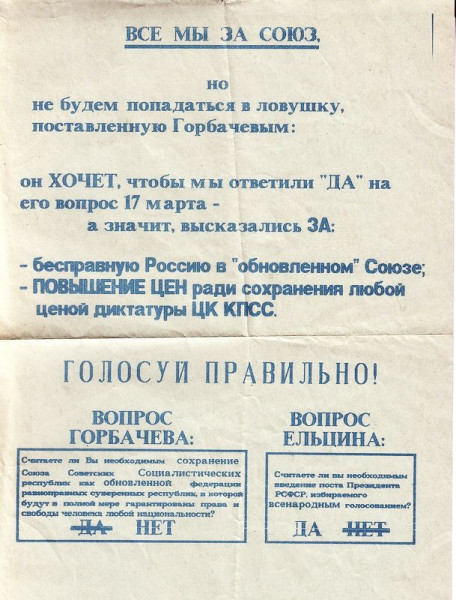 ВСЕ МЫ ЗА СОЮЗ,
но
не будем попадаться в ловушку,
поставленную Горбачевым:
он ХОЧЕТ, чтобы мы ответили "ДА" на
его вопрос 17 марта -
а значит, высказались ЗА:
- бесправную Россию в "обновленном" Союзе;
- ПОВЫШЕНИЕ ЦЕН ради сохранения любой
ценой диктатуры ЦК КПСС.
ГОЛОСУЙ ПРАВИЛЬНО!
ВОПРОС
ГОРБАЧЕВА:
Считаете ли Вы необходимым сохранение
Союза Советских Социалистических
республик как обновленной федерации
равноправных суверенных республик, в которой
будут в полной мере гарантированы права и
свободы человека любой национальности?
ДА НЕТ
ВОПРОС
ЕЛЬЦИНА:
Считаете ли вы необходимым
введение поста Президента
РСФСР, избираемого
всенародным голосованием?
ДА НЕТ